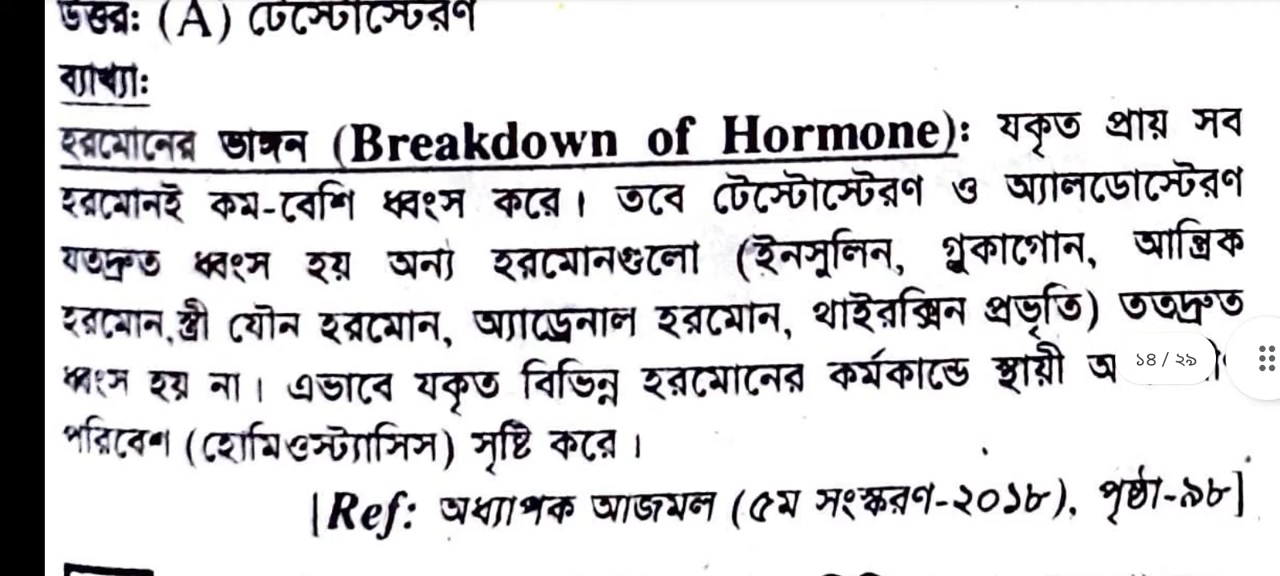 উত্তর: (A) টেস্টোস্টেরণ
ব্যাখ্যা:
হরমোনের ভাঙ্গন (Breakdown of Hormone): যকৃত প্রায় সব
হরমোনই কম-বেশি ধ্বংস করে। তবে টেস্টোস্টেরণ ও অ্যালডোস্টেরণ
যতদ্রুত ধ্বংস হয় অন্য হরমোনগুলো (ইনসুলিন, গ্লুকাগোন, আন্ত্রিক
হরমোন, স্ত্রী যৌন হরমোন, অ্যাড্রেনাল হরমোন, থাইরক্সিন প্রভৃতি) ততদ্রুত
ধ্বংস হয় না। এভাবে যকৃত বিভিন্ন হরমোনের কর্মকান্ডে স্থায়ী অ
১৪ / ২৯
পরিবেশ (হোমিওস্ট্যাসিস) সৃষ্টি করে।
[Ref: অধ্যাপক আজমল (৫ম সংস্করণ-২০১৮), পৃষ্ঠা-৯৮]